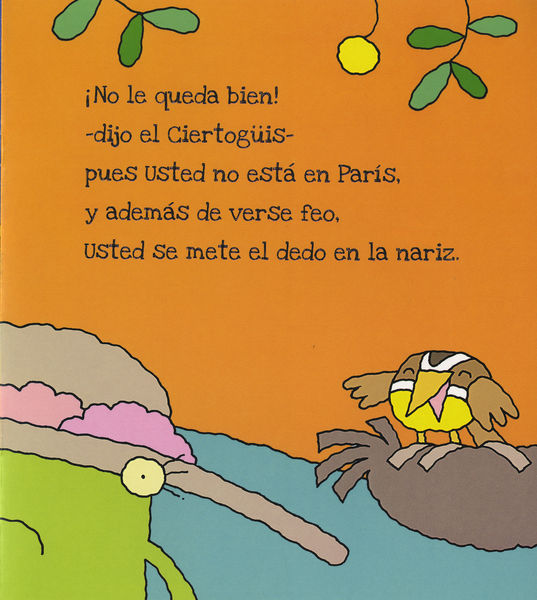 ¡No le queda bien!
-dijo el Ciertogüis-
pues Usted no está en París,
y además de verse feo,
Usted se mete el dedo en la nariz.